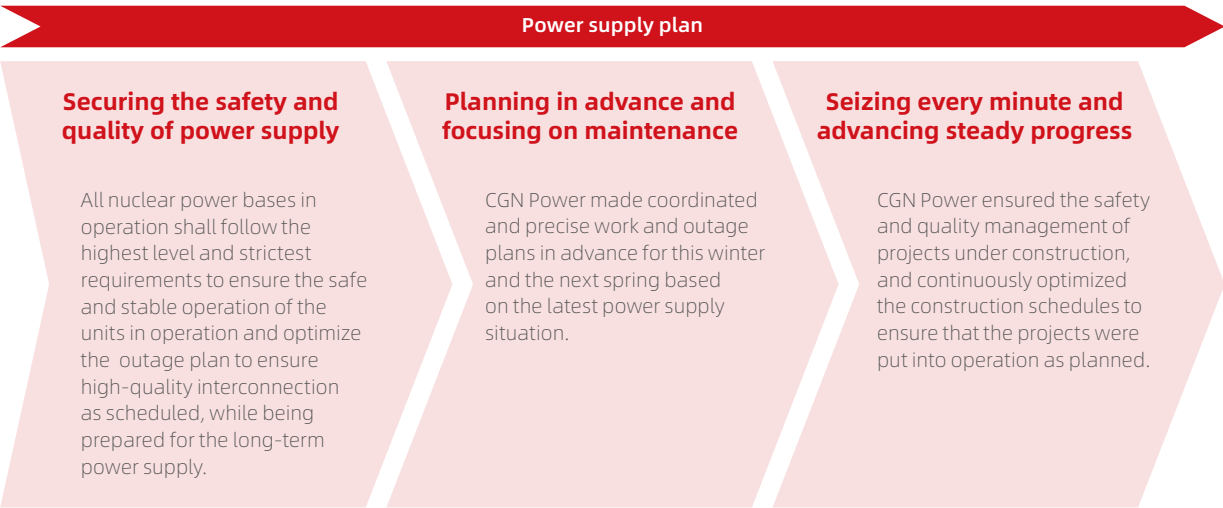 Power supply plan
Securing the safety and
quality of power supply
All nuclear power bases in
operation shall follow the
highest level and strictest
requirements to ensure the safe
and stable operation of the
units in operation and optimize
the outage plan to ensure
high-quality interconnection
as scheduled, while being
prepared for the long-term
power supply.
Planning in advance and
focusing on maintenance
CGN Power made coordinated
and precise work and outage
plans in advance for this winter
and the next spring based
on the latest power supply
situation.
Seizing every minute and
advancing steady progress
CGN Power ensured the safety
and quality management of
projects under construction,
and continuously optimized
the construction schedules to
ensure that the projects were
put into operation as planned.